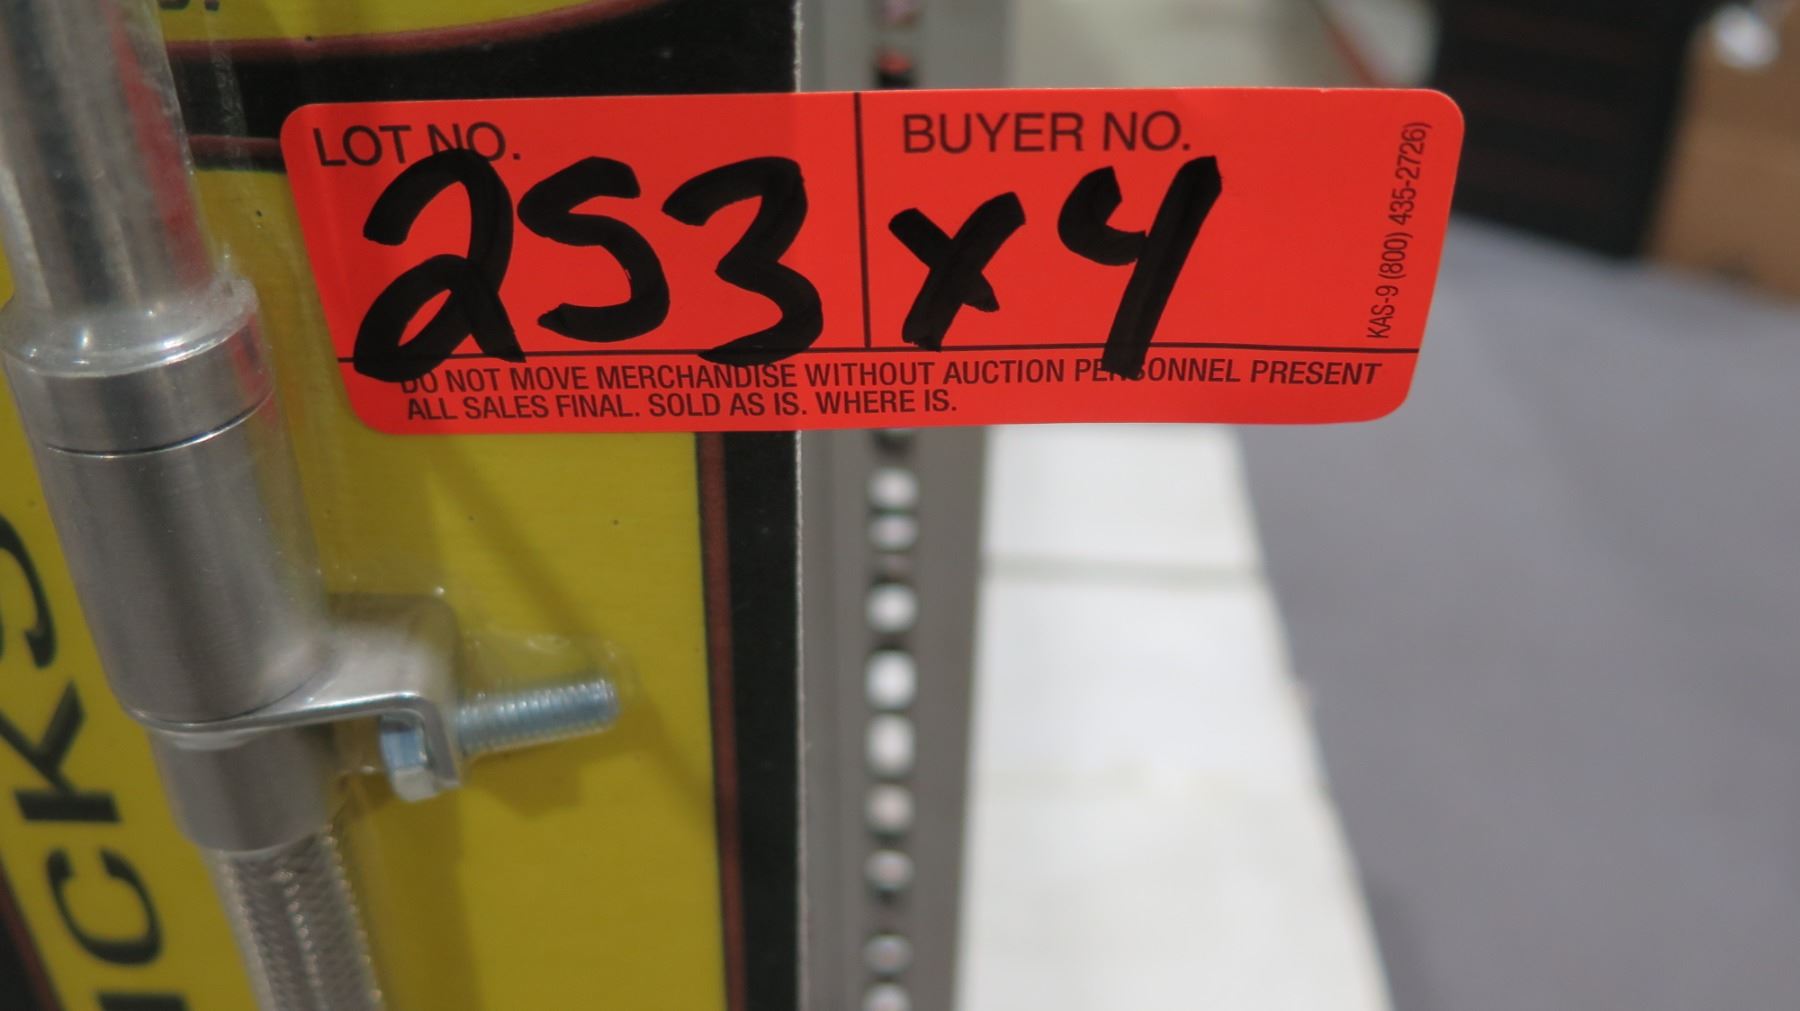 LOT NO.
BUYER NO.
253 x 4
KAS-9 (800) 435-2726)
DO NOT MOVE MERCHANDISE WITHOUT AUCTION PERSONNEL PRESENT
ALL SALES FINAL. SOLD AS IS. WHERE IS.